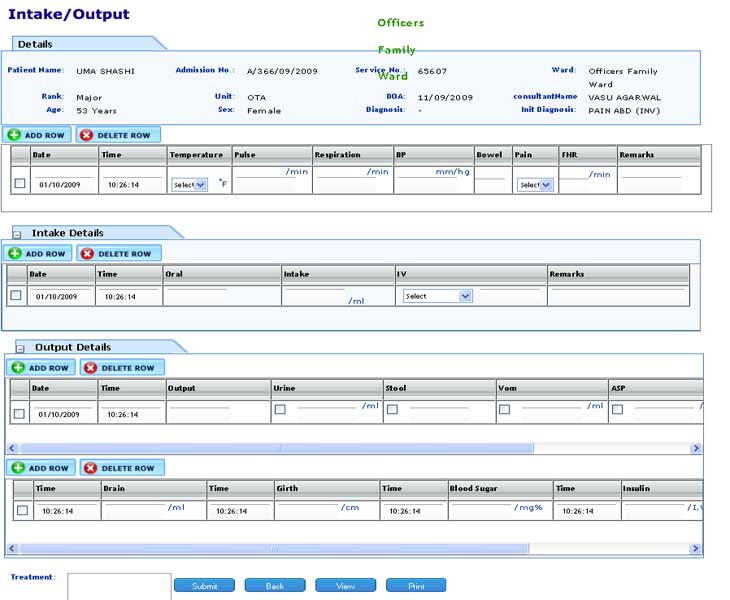 Intake/Output
Officers
Family
Ward
Details
Patient Name: UMA SHASHI Admission No.: A/366/09/2009 Service No.: 65607 Ward: Officers Family
Ward
Rank: Major Unit: OTA DOA: 11/09/2009 consultantName VASU AGARWAL
Age: 53 Years Sex: Female Diagnosis: - Init Diagnosis: PAIN ABD (INV)
ADD ROW DELETE ROW
Date Time Temperature Pulse Respiration BP Bowel Pain FHR Remarks
/min /min mm/hg /min
01/10/2009 10:26:14 Select °F Select
Intake Details
ADD ROW DELETE ROW
Date Time Oral Intake IV Remarks
01/10/2009 10:26:14 /ml Select
Output Details
ADD ROW DELETE ROW
Date Time Output Urine Stool Vom ASP
/ml /ml /
01/10/2009 10:26:14
ADD ROW DELETE ROW
Time Drain Time Girth Time Blood Sugar Time Insulin
10:26:14 /ml 10:26:14 /cm 10:26:14 /mg% 10:26:14
Treatment:
Submit Back View Print